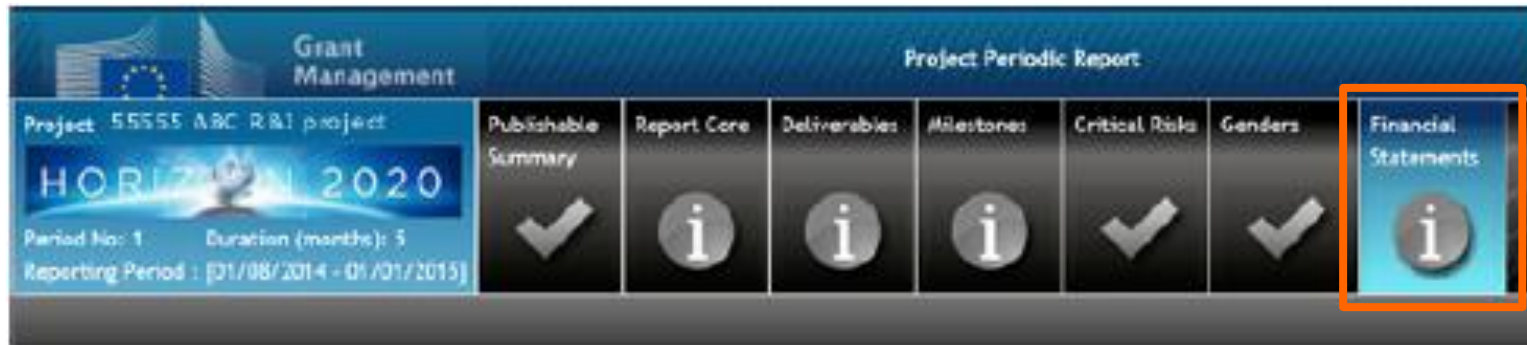 Grant
Management
Project Periodic Report
Project 55555 ABC R&I project
HORIZON 2020
Period No: 1 Duration (months): 5
Reporting Period : [01/08/2014 - 01/01/2015]
Publishable
Summary
Report Core
Deliverables
Milestones
Critical Risks
Genders
Financial
Statements